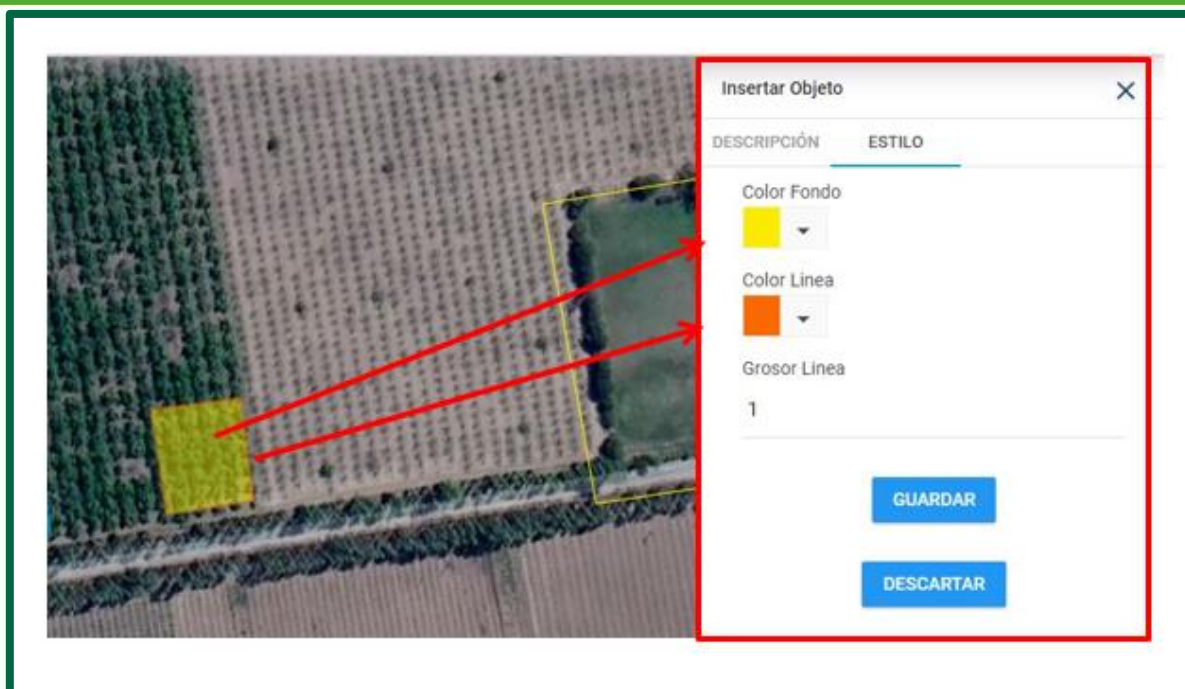 Insertar Objeto
DESCRIPCIÓN ESTILO
Color Fondo
Color Linea
Grosor Linea
1
GUARDAR
DESCARTAR